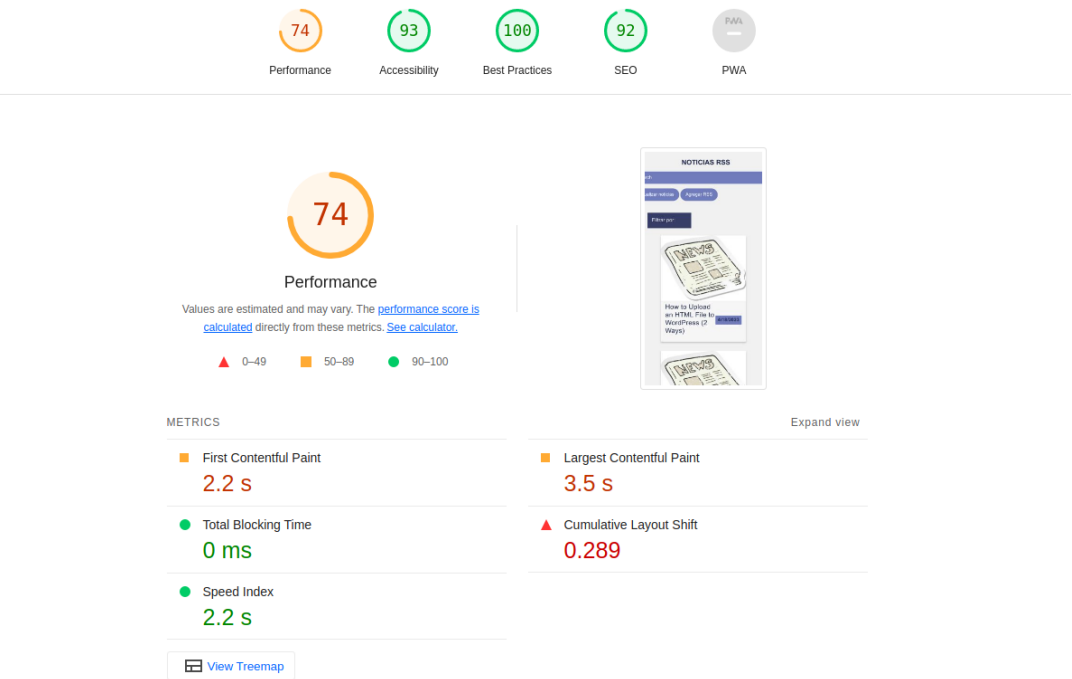 74
93
100
92
PWA
Performance
Accessibility
Best Practices
SEO
PWA
NOTICIAS RSS
Agregar RSS
Filtrar por
74
NEWS
Performance
Values are estimated and may vary. The performance score is
calculated directly from these metrics. See calculator.
How to Upload
an HTML File to
WordPress (2
Ways)
0–49
50–89
90–100
NEWS
METRICS
Expand view
First Contentful Paint
2.2 s
Largest Contentful Paint
3.5 s
Total Blocking Time
0 ms
Cumulative Layout Shift
0.289
Speed Index
2.2 s
View Treemap